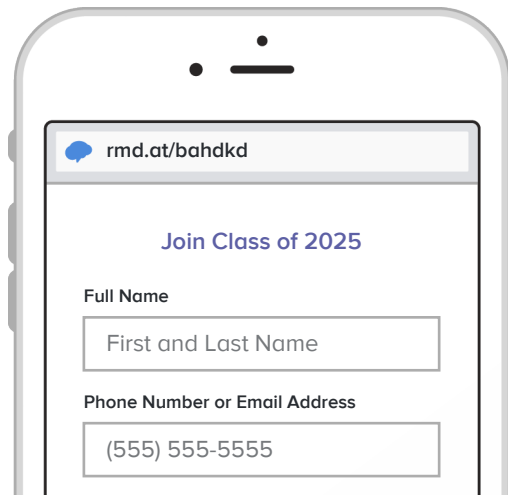 rmd.at/bahdkd
Join Class of 2025
Full Name
First and Last Name
Phone Number or Email Address
(555) 555-5555